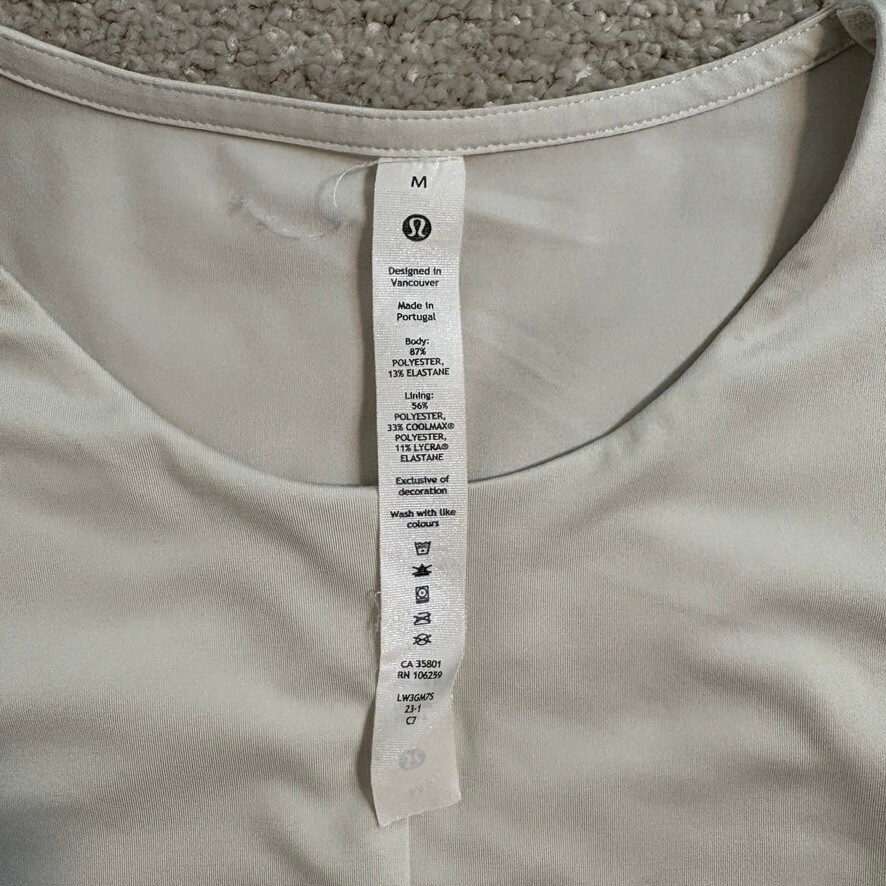 M
Designed in
Vancouver
Made in
Portugal
Body:
87%
POLYESTER,
13% ELASTANE
Lining:
56%
POLYESTER,
33% COOLMAX®
POLYESTER,
11% LYCRA®
ELASTANE
Exclusive of
decoration
Wash with like
colours
CA 35801
RN 106259
LW3GM7S
23-1
C7